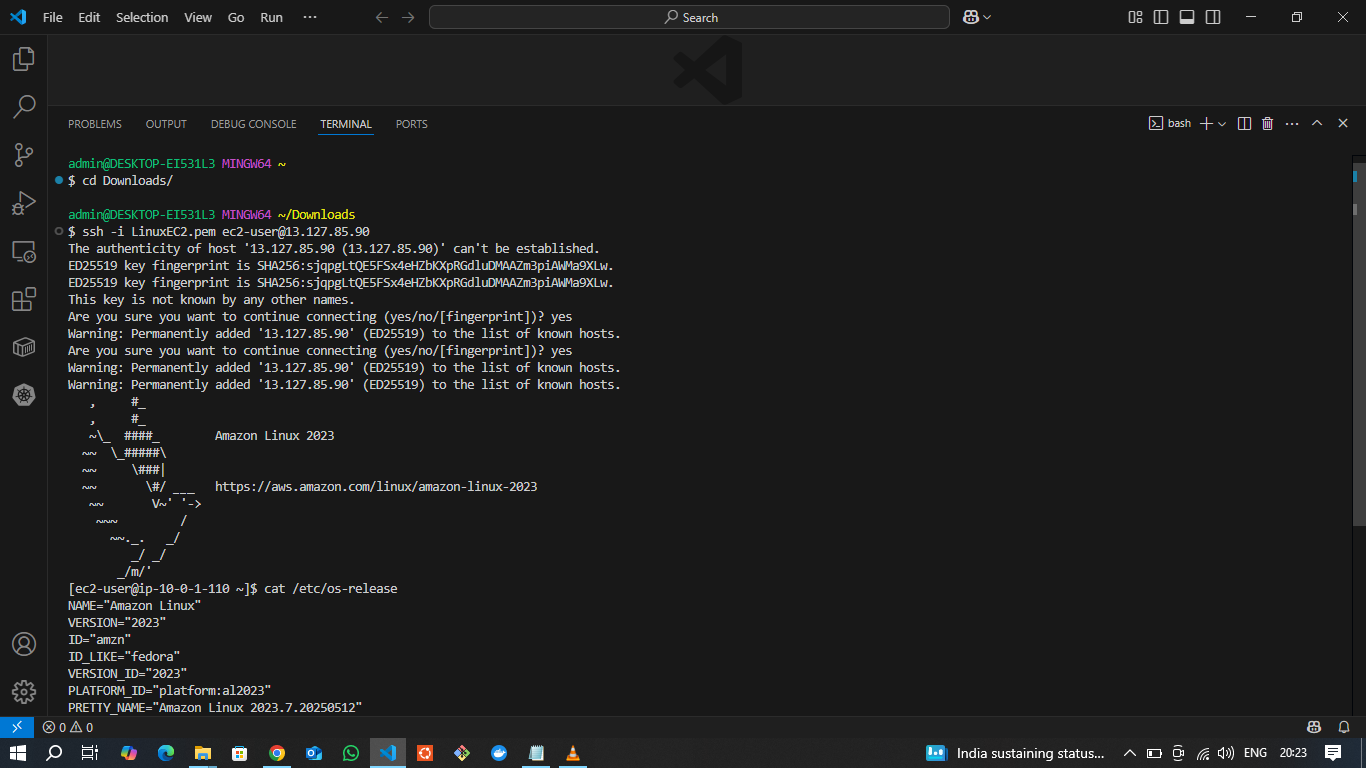 File Edit Selection View Go Run ···
Search
PROBLEMS OUTPUT DEBUG CONSOLE TERMINAL PORTS
bash
admin@DESKTOP-EI531L3 MINGW64 ~
$ cd Downloads/
admin@DESKTOP-EI531L3 MINGW64 ~/Downloads
$ ssh -i LinuxEC2.pem ec2-user@13.127.85.90
The authenticity of host '13.127.85.90 (13.127.85.90)' can't be established.
ED25519 key fingerprint is SHA256:sjqpgLtQE5FSx4eHZbKXpRGdluDMAAZm3piAWMa9XLw.
ED25519 key fingerprint is SHA256:sjqpgLtQE5FSx4eHZbKXpRGdluDMAAZm3piAWMa9XLw.
This key is not known by any other names.
Are you sure you want to continue connecting (yes/no/[fingerprint])? yes
Warning: Permanently added '13.127.85.90' (ED25519) to the list of known hosts.
Are you sure you want to continue connecting (yes/no/[fingerprint])? yes
Warning: Permanently added '13.127.85.90' (ED25519) to the list of known hosts.
Warning: Permanently added '13.127.85.90' (ED25519) to the list of known hosts.
   ,     #_
   ,     #_
   ~\_  ####_        Amazon Linux 2023
  ~~  \_#####\
  ~~     \###|
  ~~       \#/ ___   https://aws.amazon.com/linux/amazon-linux-2023
   ~~       V~' '->
    ~~~         /
      ~~._.   _/
         _/ _/
       _/m/'
[ec2-user@ip-10-0-1-110 ~]$ cat /etc/os-release
NAME="Amazon Linux"
VERSION="2023"
ID="amzn"
ID_LIKE="fedora"
VERSION_ID="2023"
PLATFORM_ID="platform:al2023"
PRETTY_NAME="Amazon Linux 2023.7.20250512"
0 0
India sustaining status... ENG 20:23